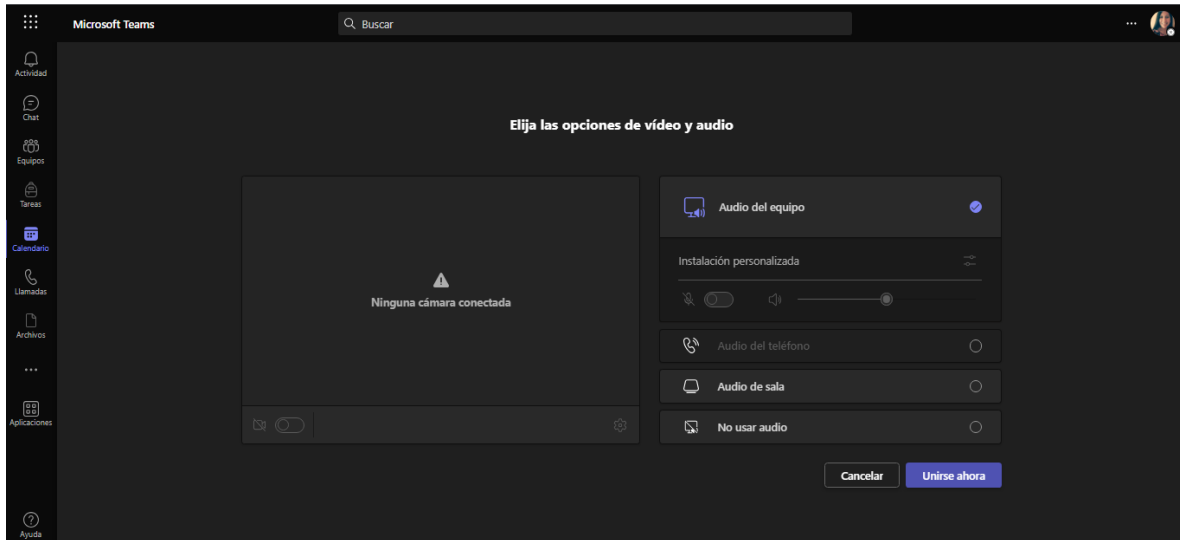 Microsoft Teams
Buscar
Actividad
Chat
Equipos
Tareas
Calendario
Llamadas
Archivos
Aplicaciones
Ayuda
Elija las opciones de vídeo y audio
Ninguna cámara conectada
Audio del equipo
Instalación personalizada
Audio del teléfono
Audio de sala
No usar audio
Cancelar
Unirse ahora